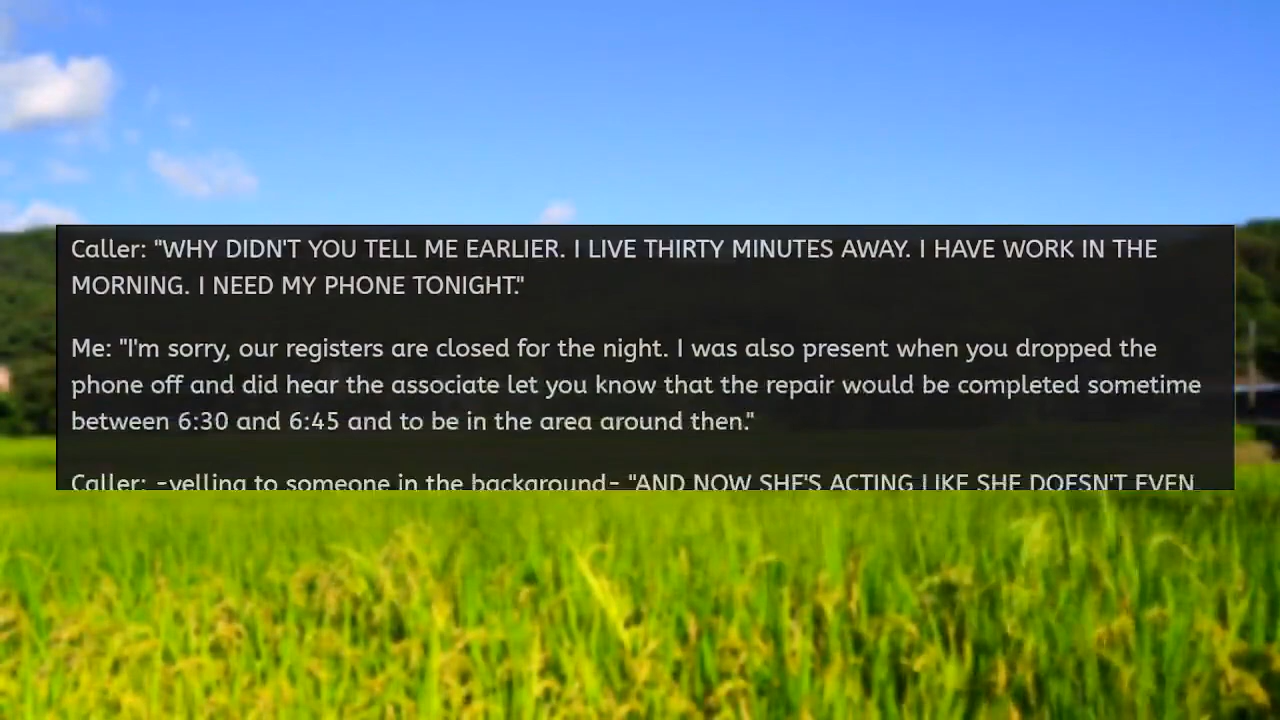 Caller: "WHY DIDN'T YOU TELL ME EARLIER. I LIVE THIRTY MINUTES AWAY. I HAVE WORK IN THE
MORNING. I NEED MY PHONE TONIGHT."
Me: "I'm sorry, our registers are closed for the night. I was also present when you dropped the
phone off and did hear the associate let you know that the repair would be completed sometime
between 6:30 and 6:45 and to be in the area around then."
Caller: -yelling to someone in the background- "AND NOW SHE'S ACTING LIKE SHE DOESN'T EVEN